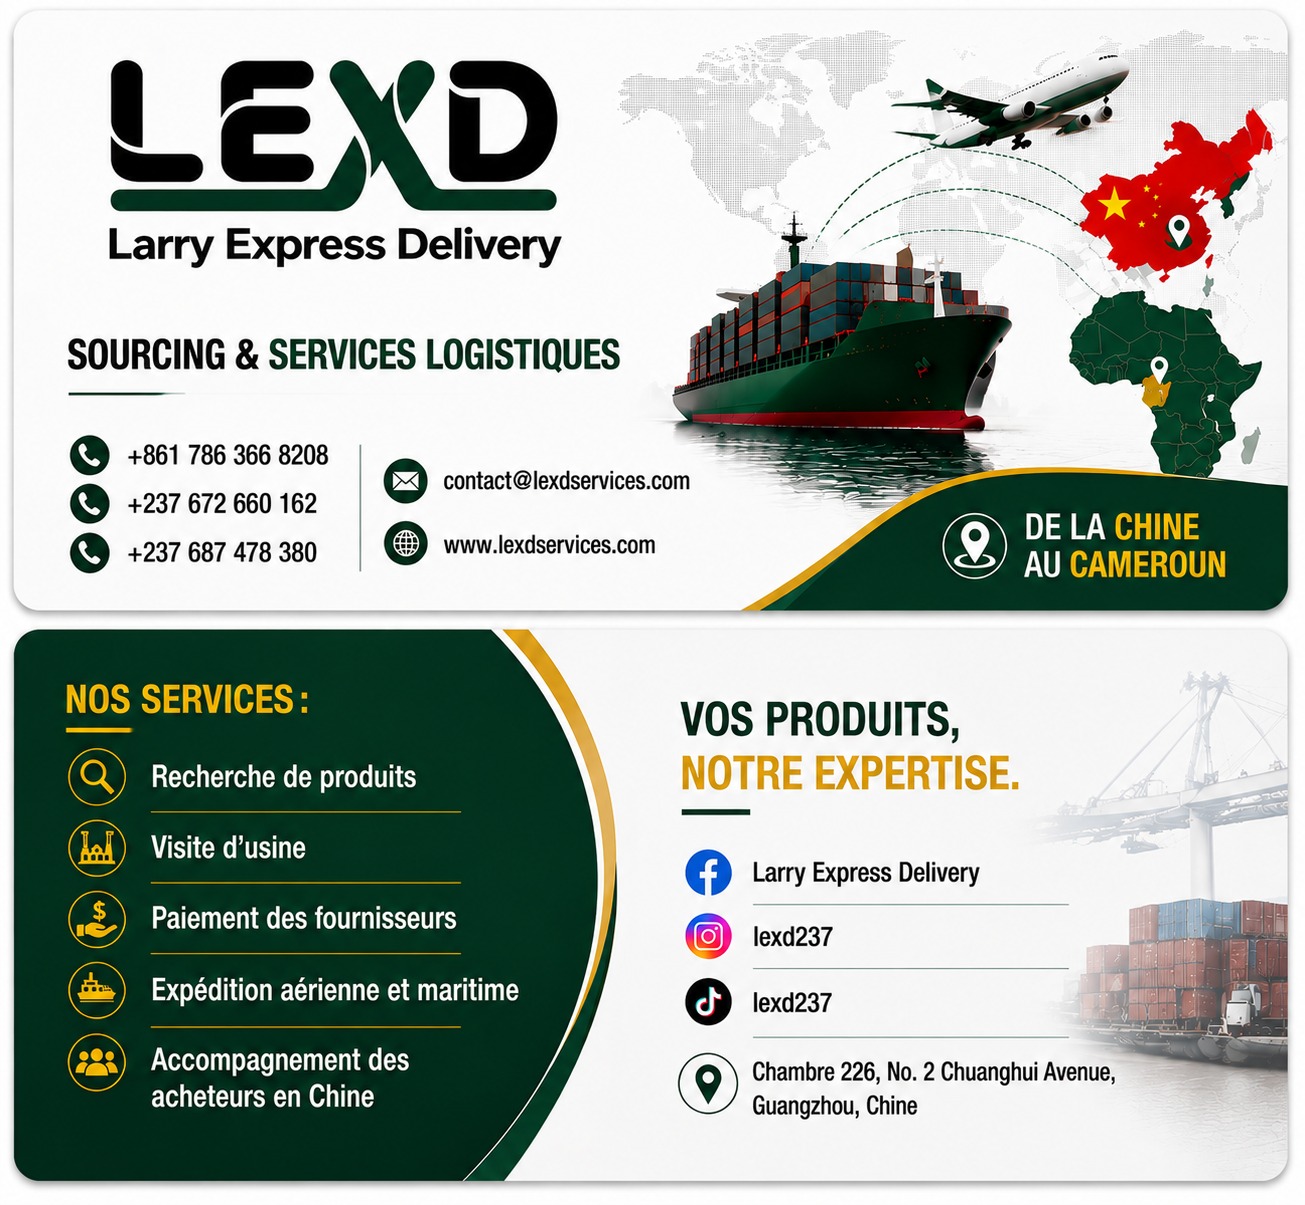 LEXD
Larry Express Delivery
SOURCING & SERVICES LOGISTIQUES
+861 786 366 8208
+237 672 660 162
+237 687 478 380
contact@lexdservices.com
www.lexdservices.com
DE LA CHINE
AU CAMEROUN
NOS SERVICES :
Recherche de produits
Visite d'usine
Paiement des fournisseurs
Expédition aérienne et maritime
Accompagnement des
acheteurs en Chine
VOS PRODUITS,
NOTRE EXPERTISE.
Larry Express Delivery
lexd237
lexd237
Chambre 226, No. 2 Chuanghui Avenue,
Guangzhou, Chine